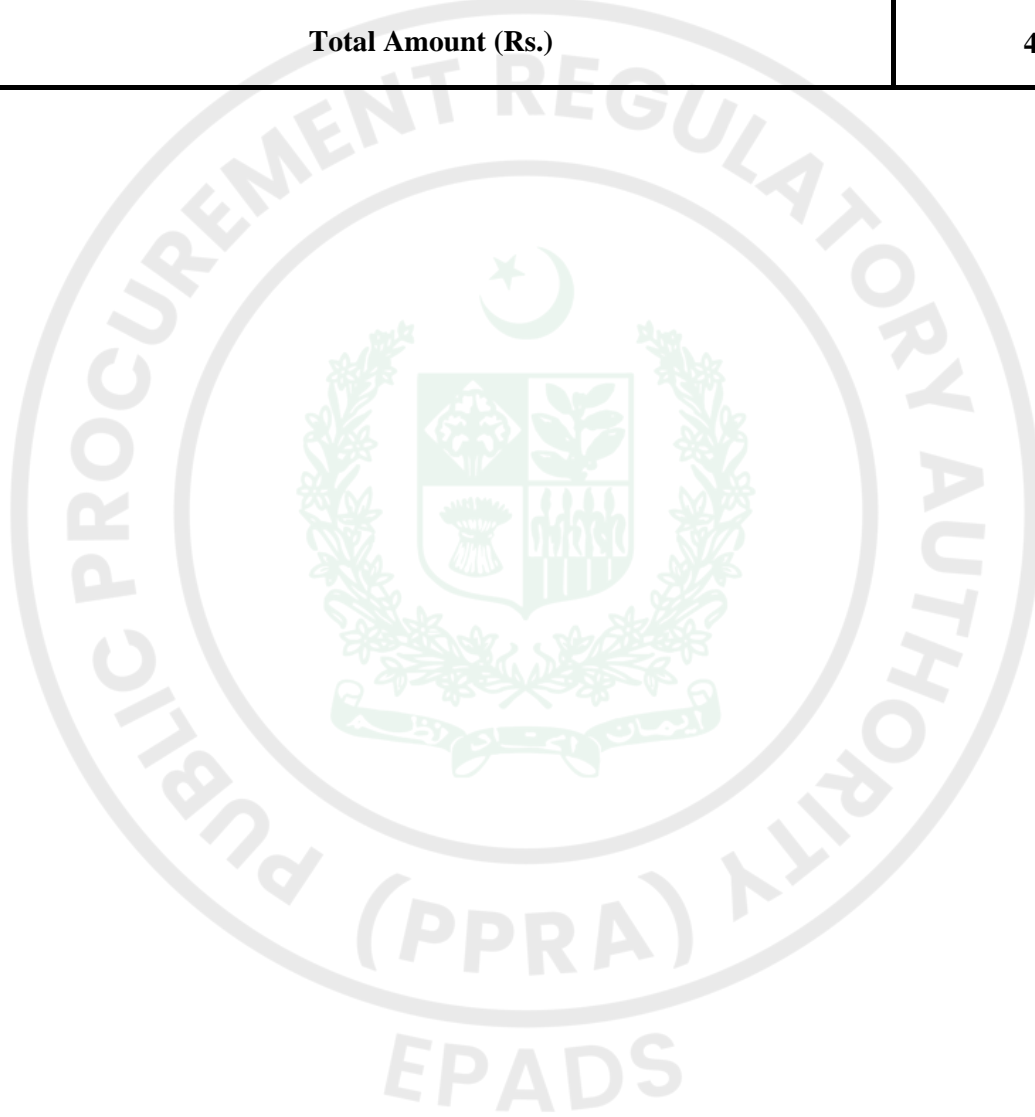 Total Amount (Rs.) 4
PUBLIC PROCUREMENT REGULATORY AUTHORITY
(PPRA)
EPADS